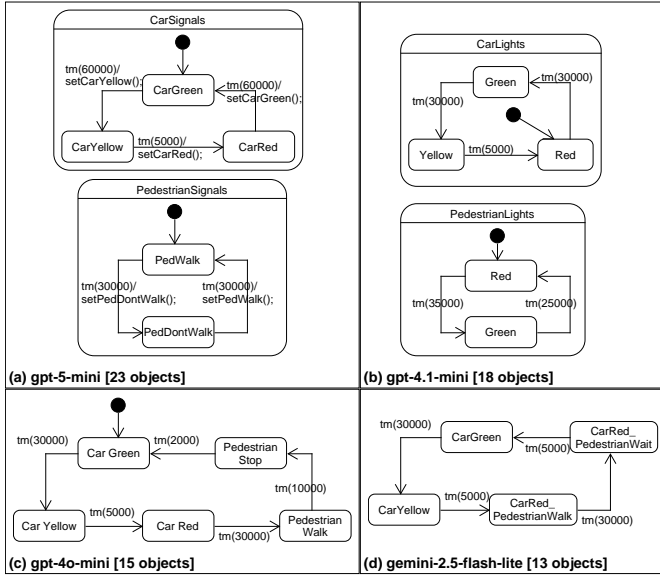 CarSignals
tm(60000)/
setCarYellow();
CarGreen
tm(60000)/
setCarGreen();
CarYellow
tm(5000)/
setCarRed();
CarRed
PedestrianSignals
PedWalk
tm(30000)/
setPedDontWalk();
tm(30000)/
setPedWalk();
PedDontWalk
(a) gpt-5-mini [23 objects]
CarLights
Green
tm(30000)
tm(30000)
Yellow
tm(5000)
Red
PedestrianLights
Red
tm(35000)
tm(25000)
Green
(b) gpt-4.1-mini [18 objects]
tm(30000)
Car Green
tm(2000)
Pedestrian
Stop
tm(10000)
Car Yellow
tm(5000)
Car Red
tm(30000)
Pedestrian
Walk
(c) gpt-4o-mini [15 objects]
tm(30000)
CarGreen
tm(5000)
CarRed_
PedestrianWait
CarYellow
tm(5000)
CarRed_
PedestrianWalk
tm(30000)
(d) gemini-2.5-flash-lite [13 objects]